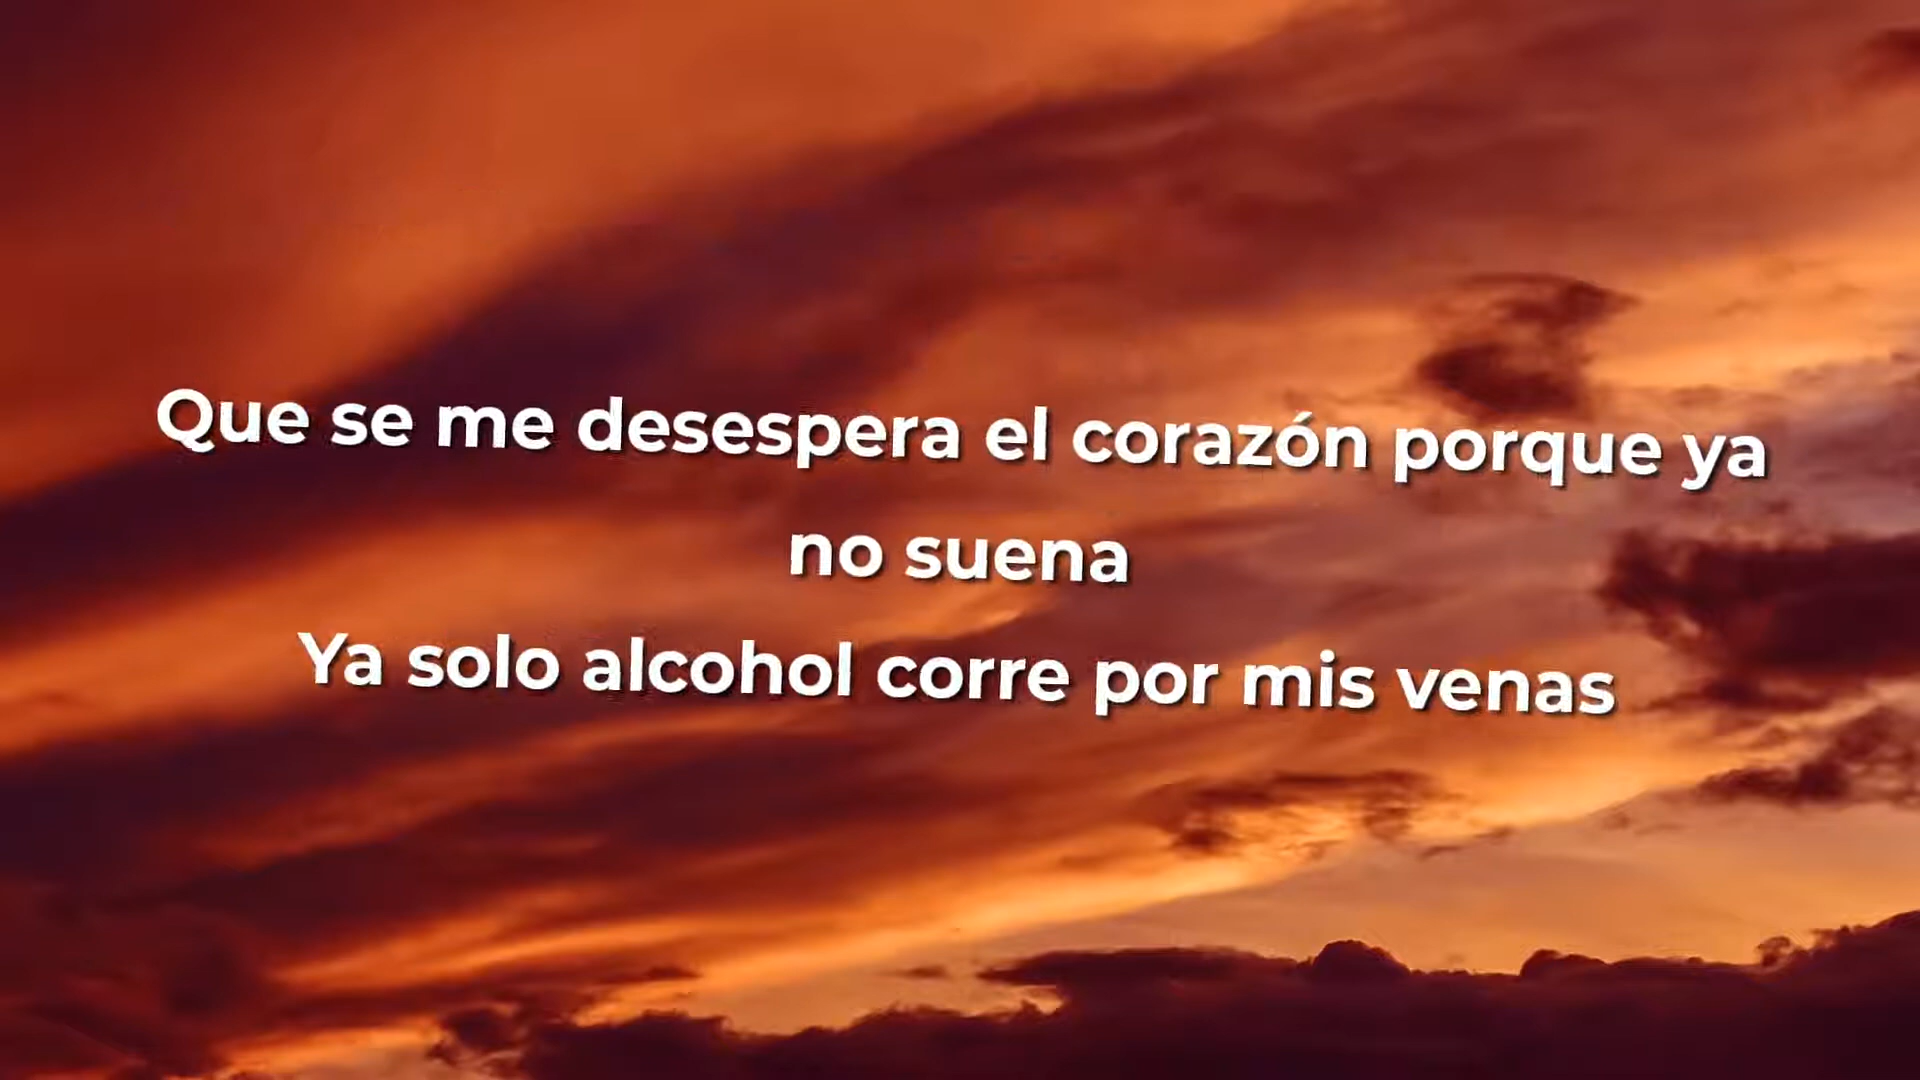 Que se me desespera el corazón porque ya
no suena
Ya solo alcohol corre por mis venas